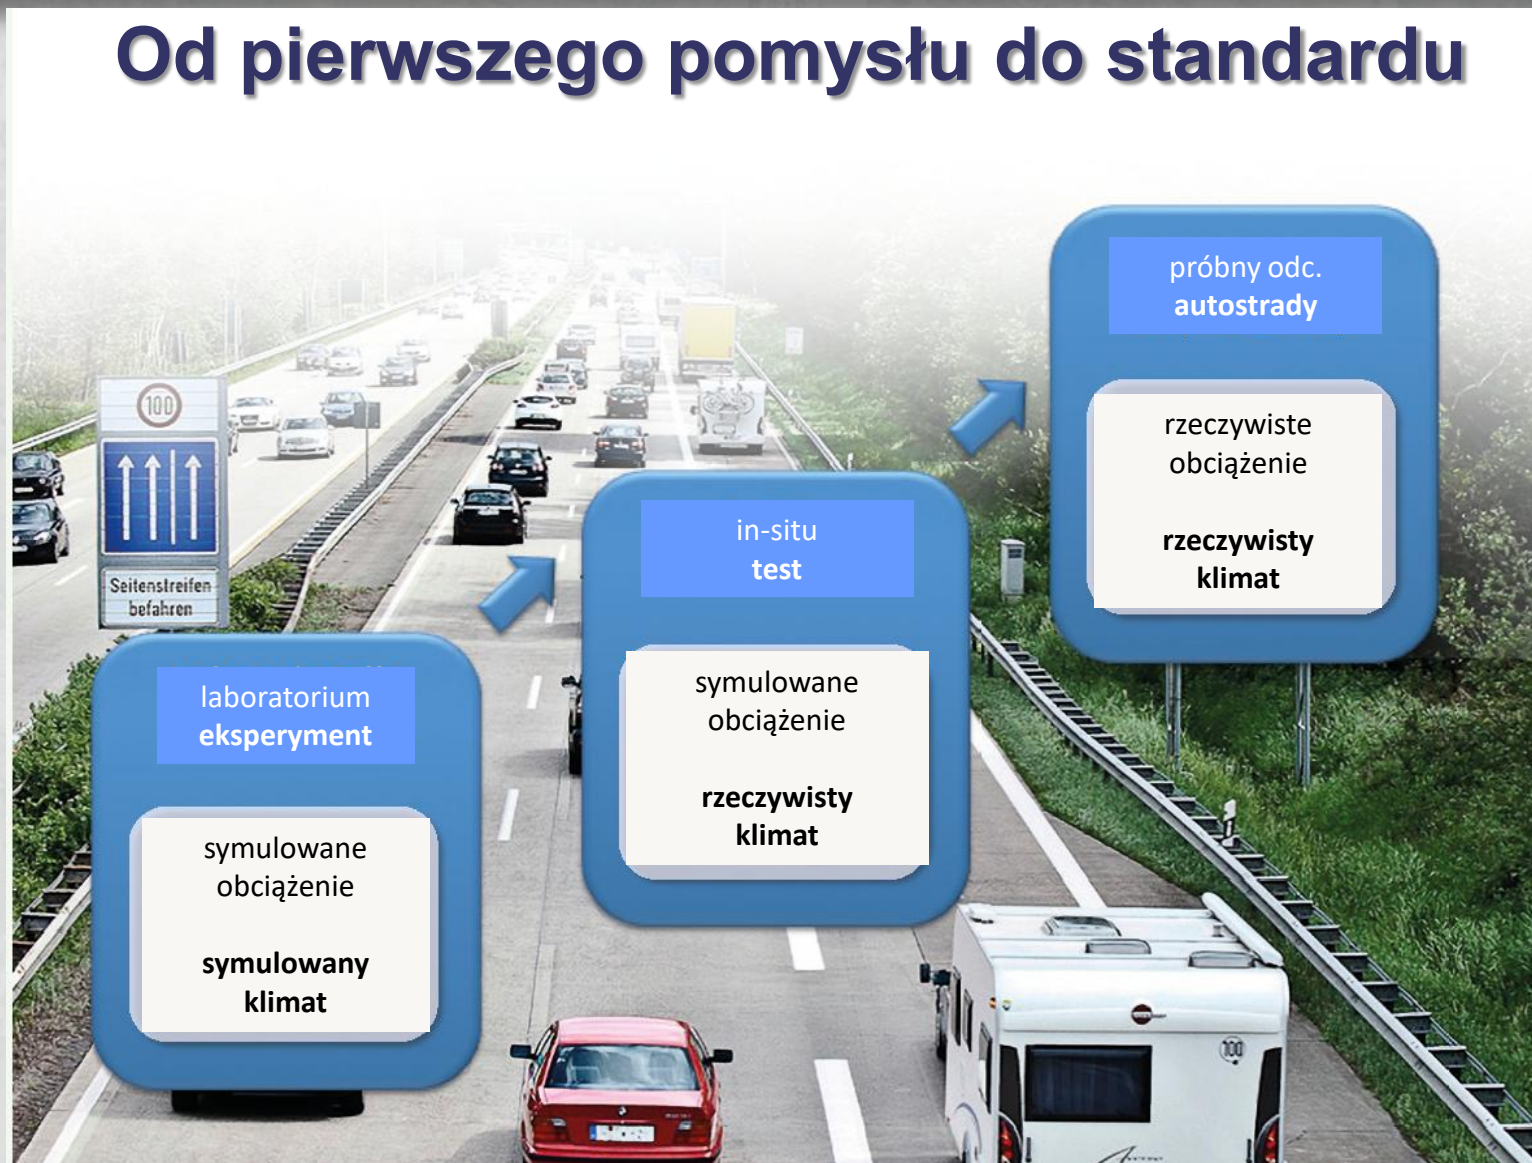 Od pierwszego pomysłu do standardu
100
Seitenstreifen
befahren
laboratorium
eksperyment
symulowane
obciążenie
symulowany
klimat
in-situ
test
symulowane
obciążenie
rzeczywisty
klimat
próbny odc.
autostrady
rzeczywiste
obciążenie
rzeczywisty
klimat
100